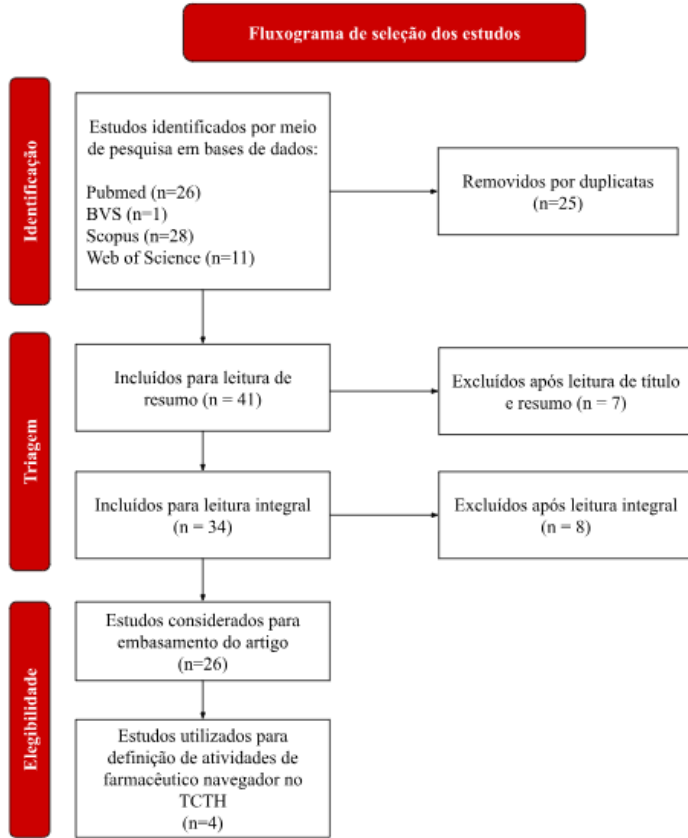 Fluxograma de seleção dos estudos
Identificação
Estudos identificados por meio
de pesquisa em bases de dados:
Pubmed (n=26)
BVS (n=1)
Scopus (n=28)
Web of Science (n=11)
Removidos por duplicatas
(n=25)
Triagem
Incluídos para leitura de
resumo (n = 41)
Excluídos após leitura de título
e resumo (n = 7)
Incluídos para leitura integral
(n = 34)
Excluídos após leitura integral
(n = 8)
Elegibilidade
Estudos considerados para
embasamento do artigo
(n=26)
Estudos utilizados para
definição de atividades de
farmacêutico navegador no
TCTH
(n=4)